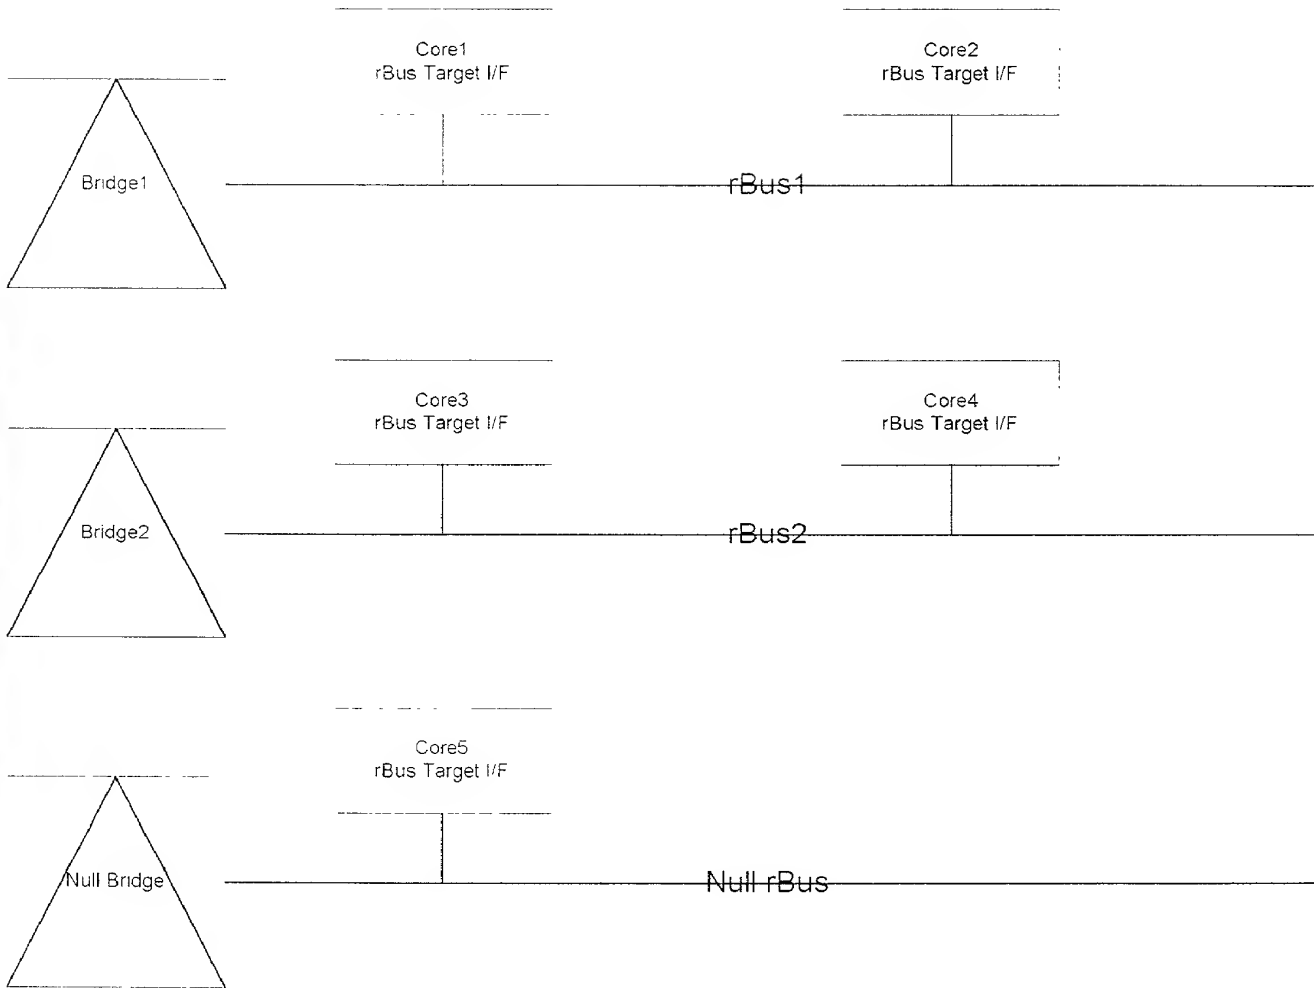 Core1
rBus Target I/F
Core2
rBus Target I/F
Bridge1
rBus1
Core3
rBus Target I/F
Core4
rBus Target I/F
Bridge2
rBus2
Core5
rBus Target I/F
Null Bridge
Null rBus